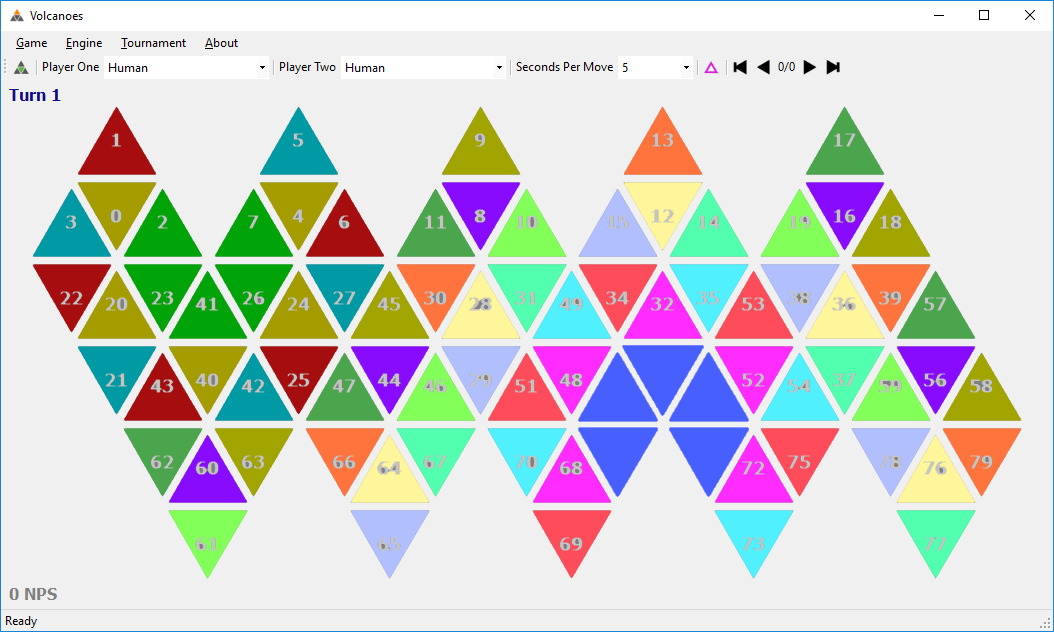 Volcanoes
Game Engine Tournament About
Player One Human Player Two Human Seconds Per Move 5 0/0
Turn 1
1 5 9 13 17
3 0 2 7 4 6 11 8 10 15 12 14 19 16 18
22 20 23 41 26 24 27 45 30 28 31 49 34 32 35 53 38 36 39 57
21 43 40 42 25 47 44 46 29 51 48 52 54 37 59 56 58
62 60 63 66 64 67 70 68 72 75 78 76 79
61 65 69 73 77
0 NPS
Ready